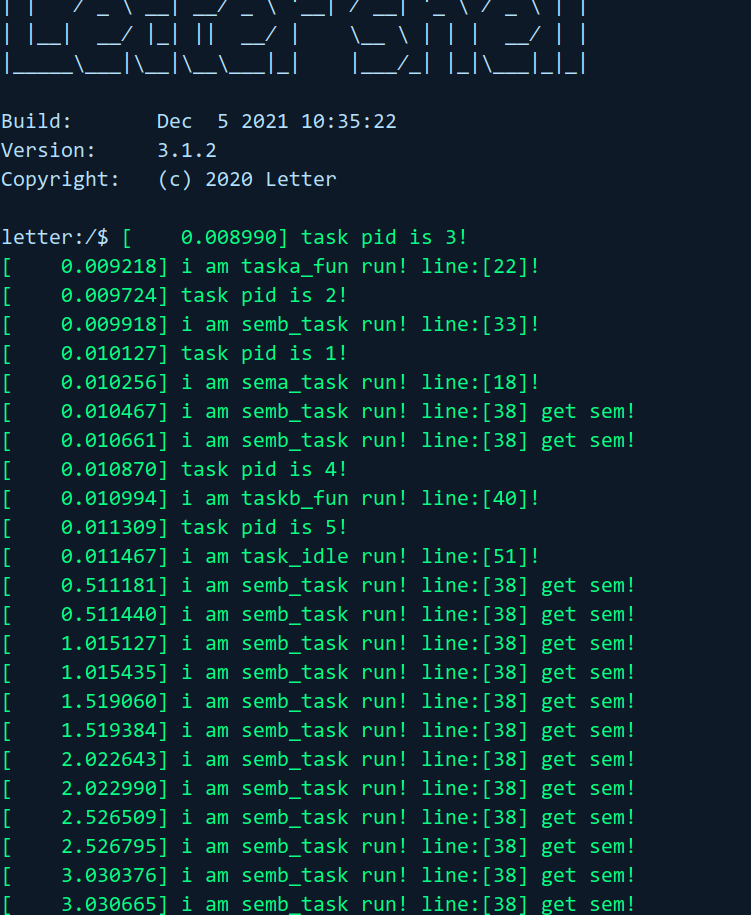 Build:       Dec  5 2021 10:35:22
Version:     3.1.2
Copyright:   (c) 2020 Letter
letter:/$ [    0.008990] task pid is 3!
[    0.009218] i am taska_fun run! line:[22]!
[    0.009724] task pid is 2!
[    0.009918] i am semb_task run! line:[33]!
[    0.010127] task pid is 1!
[    0.010256] i am sema_task run! line:[18]!
[    0.010467] i am semb_task run! line:[38] get sem!
[    0.010661] i am semb_task run! line:[38] get sem!
[    0.010870] task pid is 4!
[    0.010994] i am taskb_fun run! line:[40]!
[    0.011309] task pid is 5!
[    0.011467] i am task_idle run! line:[51]!
[    0.511181] i am semb_task run! line:[38] get sem!
[    0.511440] i am semb_task run! line:[38] get sem!
[    1.015127] i am semb_task run! line:[38] get sem!
[    1.015435] i am semb_task run! line:[38] get sem!
[    1.519060] i am semb_task run! line:[38] get sem!
[    1.519384] i am semb_task run! line:[38] get sem!
[    2.022643] i am semb_task run! line:[38] get sem!
[    2.022990] i am semb_task run! line:[38] get sem!
[    2.526509] i am semb_task run! line:[38] get sem!
[    2.526795] i am semb_task run! line:[38] get sem!
[    3.030376] i am semb_task run! line:[38] get sem!
[    3.030665] i am semb_task run! line:[38] get sem!